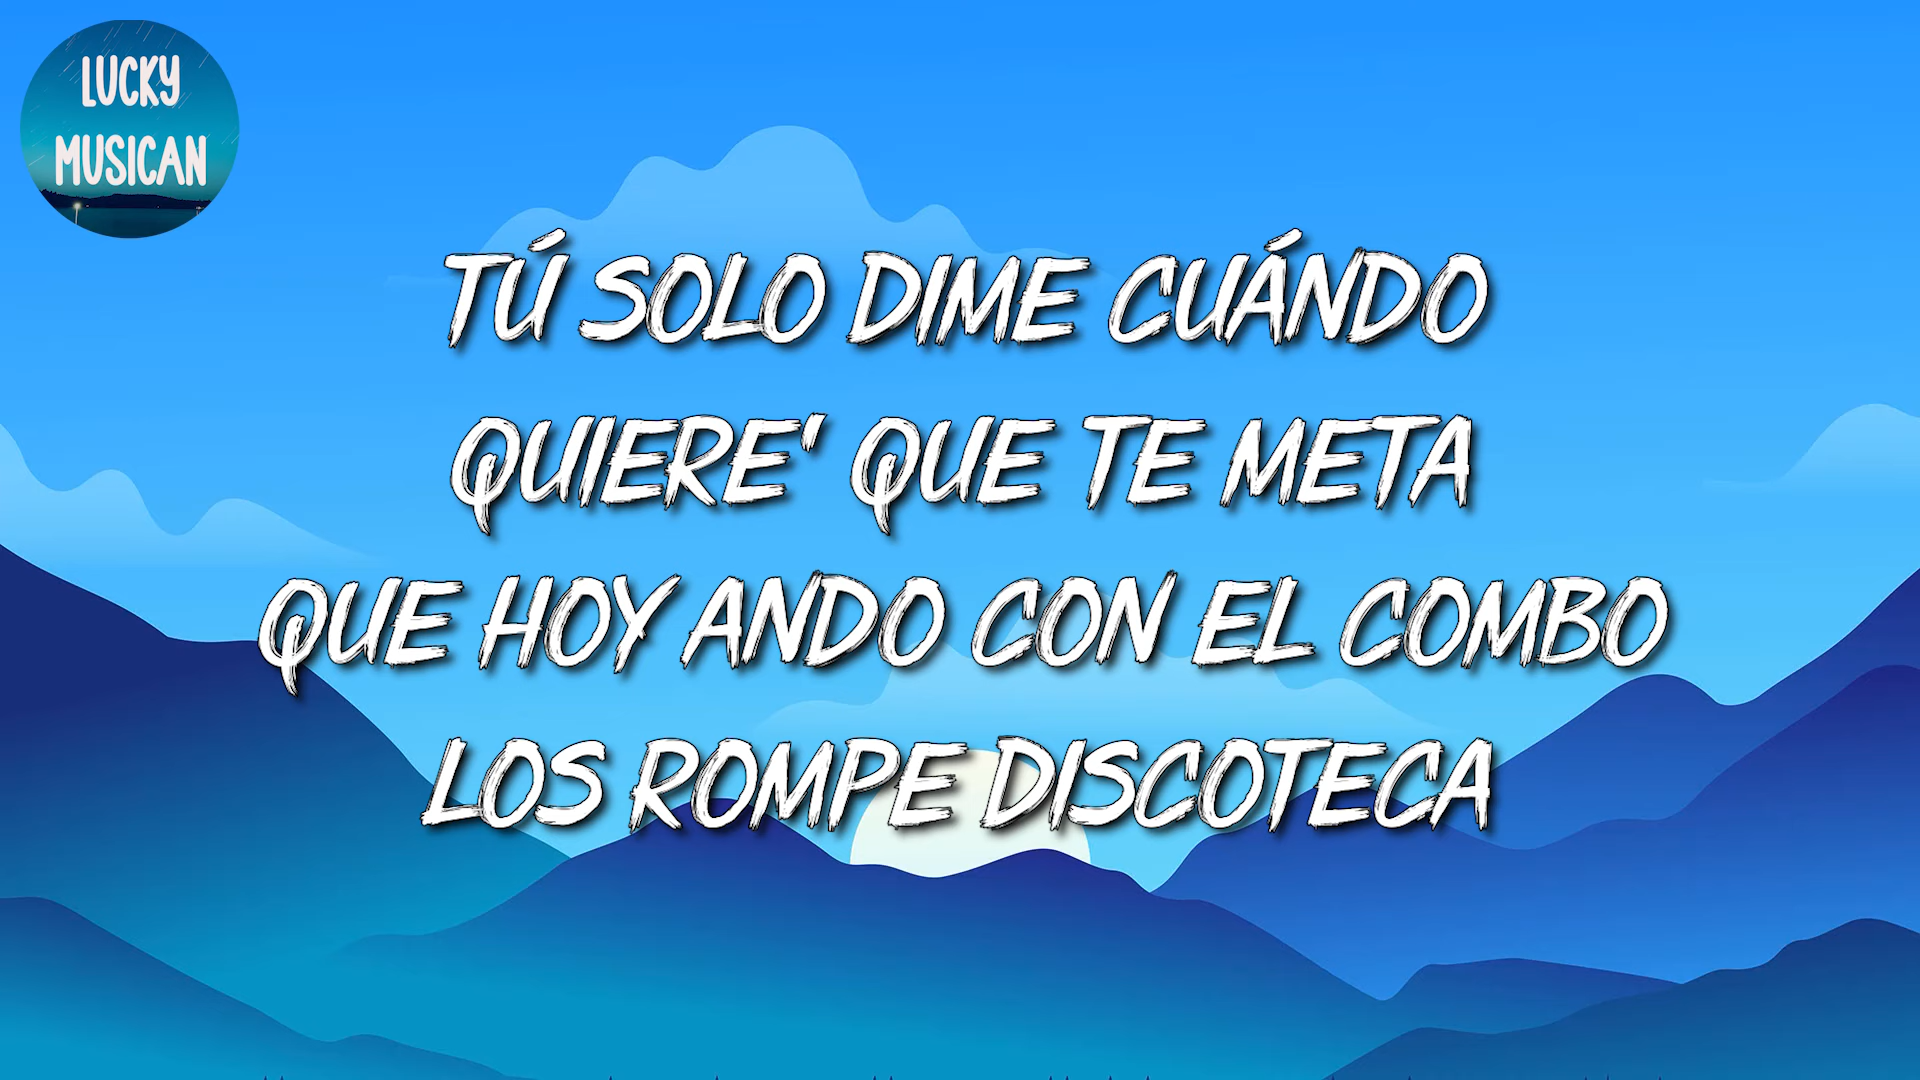 LUCKY
MUSICAN
TÚ SOLO DIME CUÁNDO
QUIERE' QUE TE META
QUE HOY ANDO CON EL COMBO
LOS ROMPE DISCOTECA